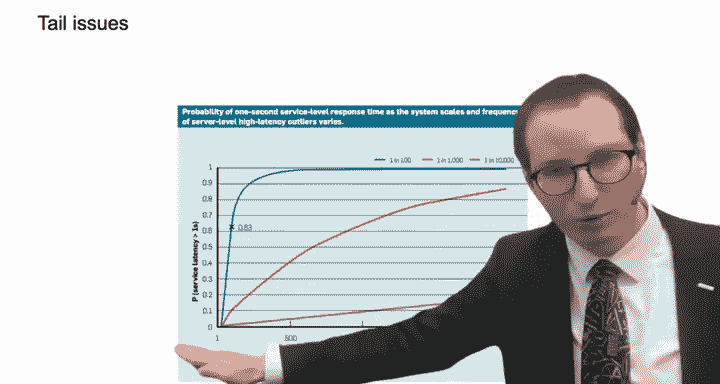 Tail issues
Probability of one-second service-level response time as the system scales and frequency
of server-level high-latency outliers varies.
1 in 100 1 in 1,000 1 in 10,000
P (service latency > 1s)
1
0.9
0.8
0.7
0.6
0.63
0.5
0.4
0.3
0.2
0.1
0
1 500